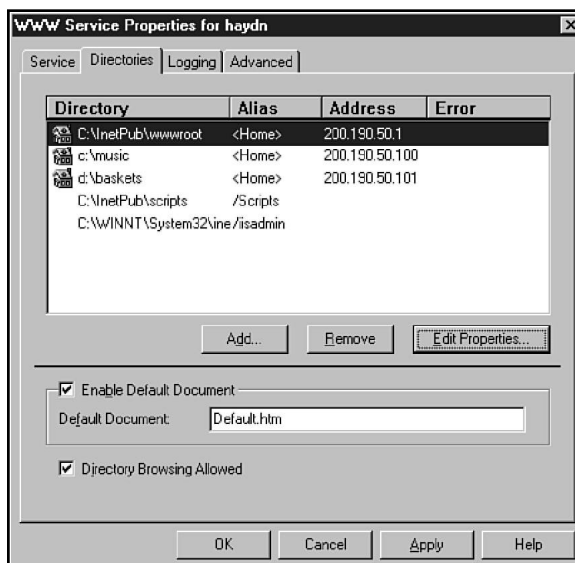 WWW Service Properties for haydn
Service Directories Logging Advanced
Directory Alias Address Error
C:\InetPub\wwwroot <Home> 200.190.50.1
c:\music <Home> 200.190.50.100
d:\baskets <Home> 200.190.50.101
C:\InetPub\scripts /Scripts
C:\WINNT\System32\ine /iisadmin
Add... Remove Edit Properties...
Enable Default Document
Default Document: Default.htm
Directory Browsing Allowed
OK Cancel Apply Help